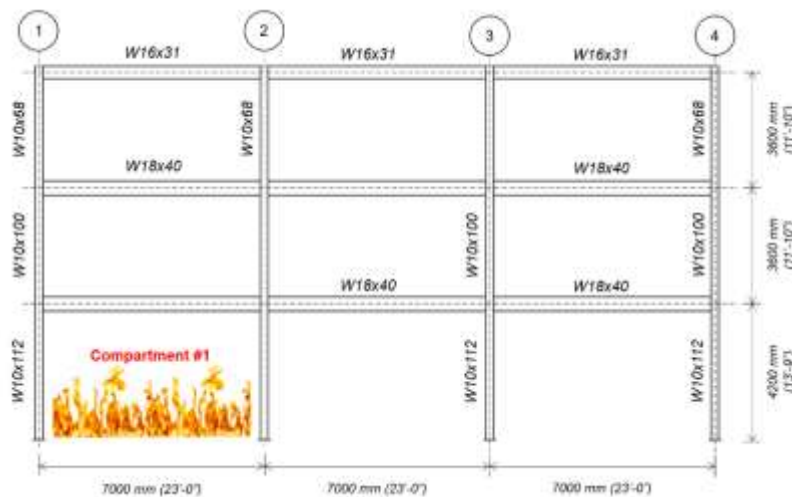 1
2
3
4
W16x31
W16x31
W16x31
W10x68
W10x68
W10x68
3600 mm
(11'-10")
W18x40
W18x40
W10x100
W10x100
W10x100
3600 mm
(11'-10")
W18x40
W18x40
Compartment #1
W10x112
W10x112
W10x112
4200 mm
7000 mm (23'-0")
7000 mm (23'-0")
7000 mm (23'-0")